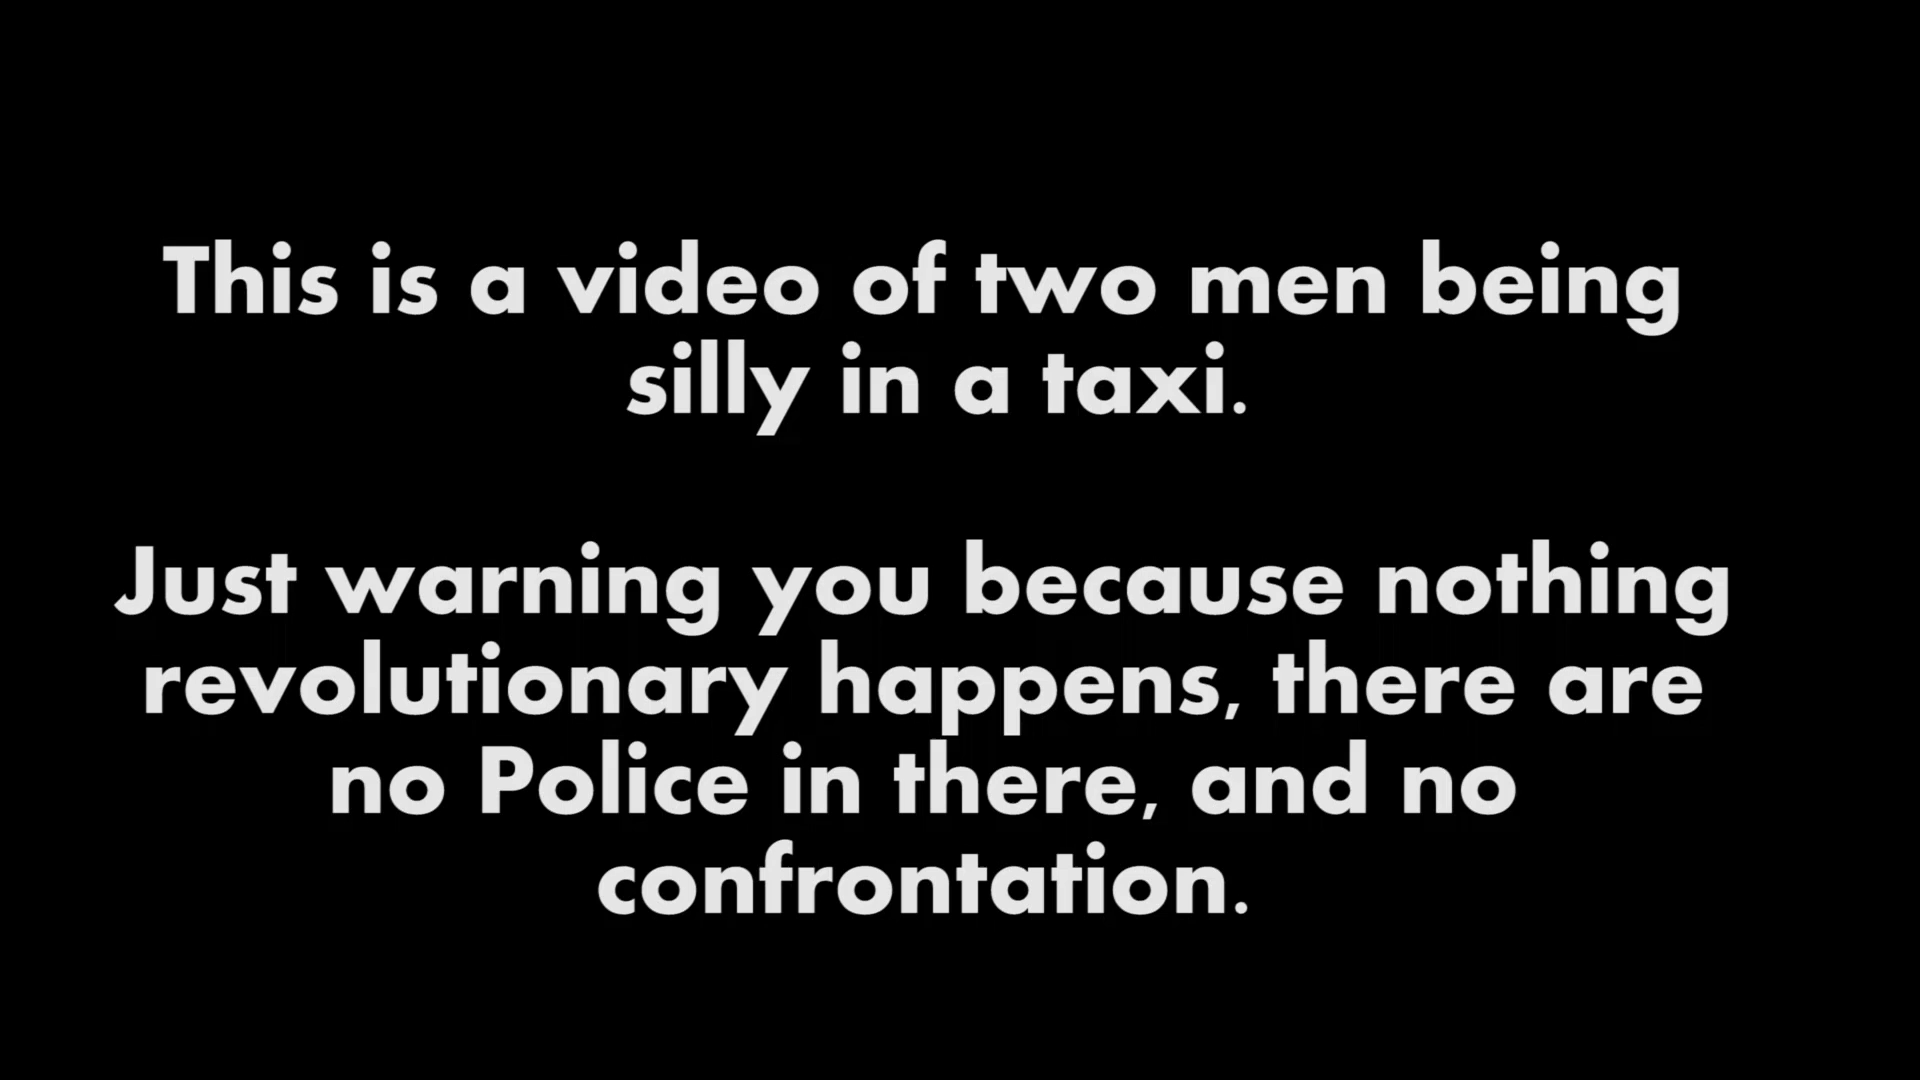 This is a video of two men being
silly in a taxi.
Just warning you because nothing
revolutionary happens, there are
no Police in there, and no
confrontation.